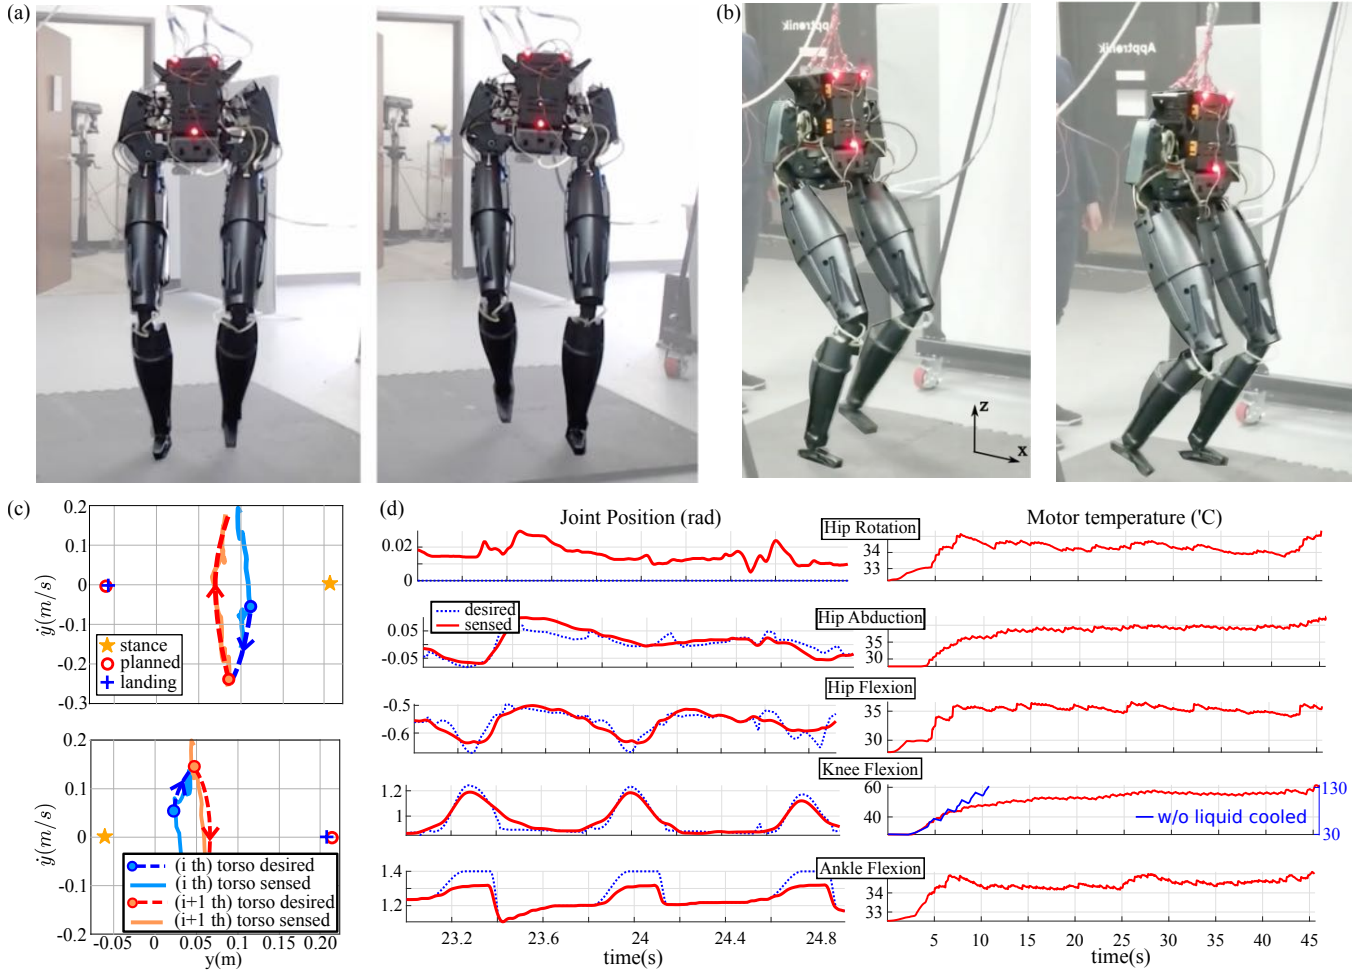 (a)
(b)
Apptronik
Apptronik
z
x
(c)
(d)
Joint Position (rad)
Motor temperature ('C)
Hip Rotation
0.02
0
34
33
Hip Abduction
desired
sensed
0.05
-0.05
35
30
Hip Flexion
-0.5
-0.6
35
30
28
Knee Flexion
1.2
1
60
40
130
30
w/o liquid cooled
Ankle Flexion
1.4
1.2
34
33
23.2 23.6 24 24.4 24.8
time(s)
5 10 15 20 25 30 35 40 45
time(s)
ẏ(m/s)
0.2
0.1
0
-0.1
-0.2
-0.3
stance
planned
landing
ẏ(m/s)
0.2
0.1
0
-0.1
0.2
(i th) torso desired
(i th) torso sensed
(i+1 th) torso desired
(i+1 th) torso sensed
-0.05 0 0.05 0.1 0.15 0.20
y(m)